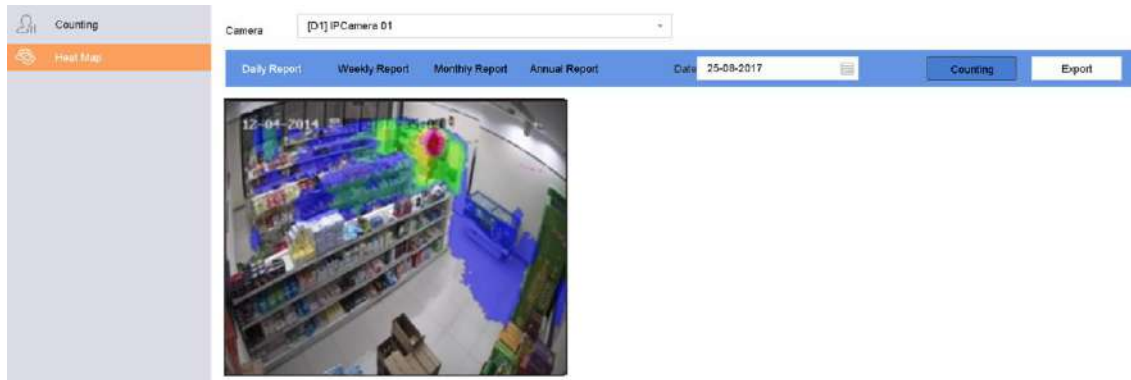 Counting
Camera
[D1] IPCamera 01
Heat Map
Daily Report Weekly Report Monthly Report Annual Report Date 25-08-2017 Counting Export
12-04-2014